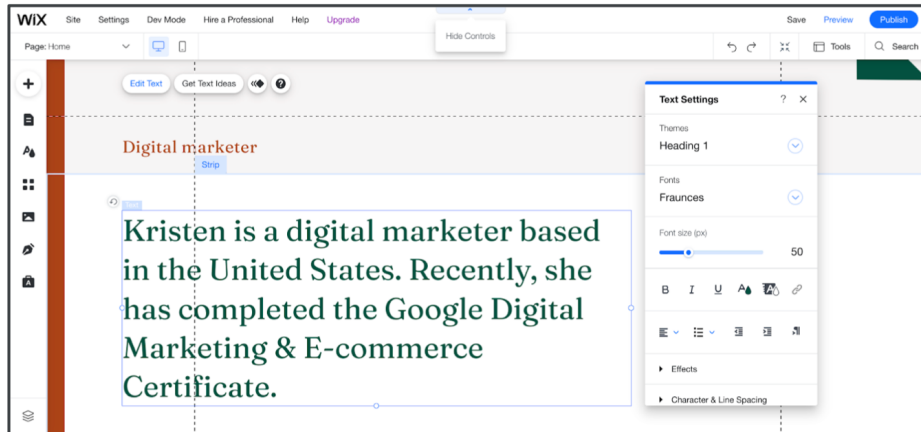 WiX Site Settings Dev Mode Hire a Professional Help Upgrade Save Preview Publish
Hide Controls
Page: Home Tools Search
Edit Text Get Text Ideas ?
Digital marketer
Strip
Text
Kristen is a digital marketer based
in the United States. Recently, she
has completed the Google Digital
Marketing & E-commerce
Certificate.
Text Settings ? ×
Themes
Heading 1
Fonts
Fraunces
Font size (px)
50
B I U A A
Effects
Character & Line Spacing